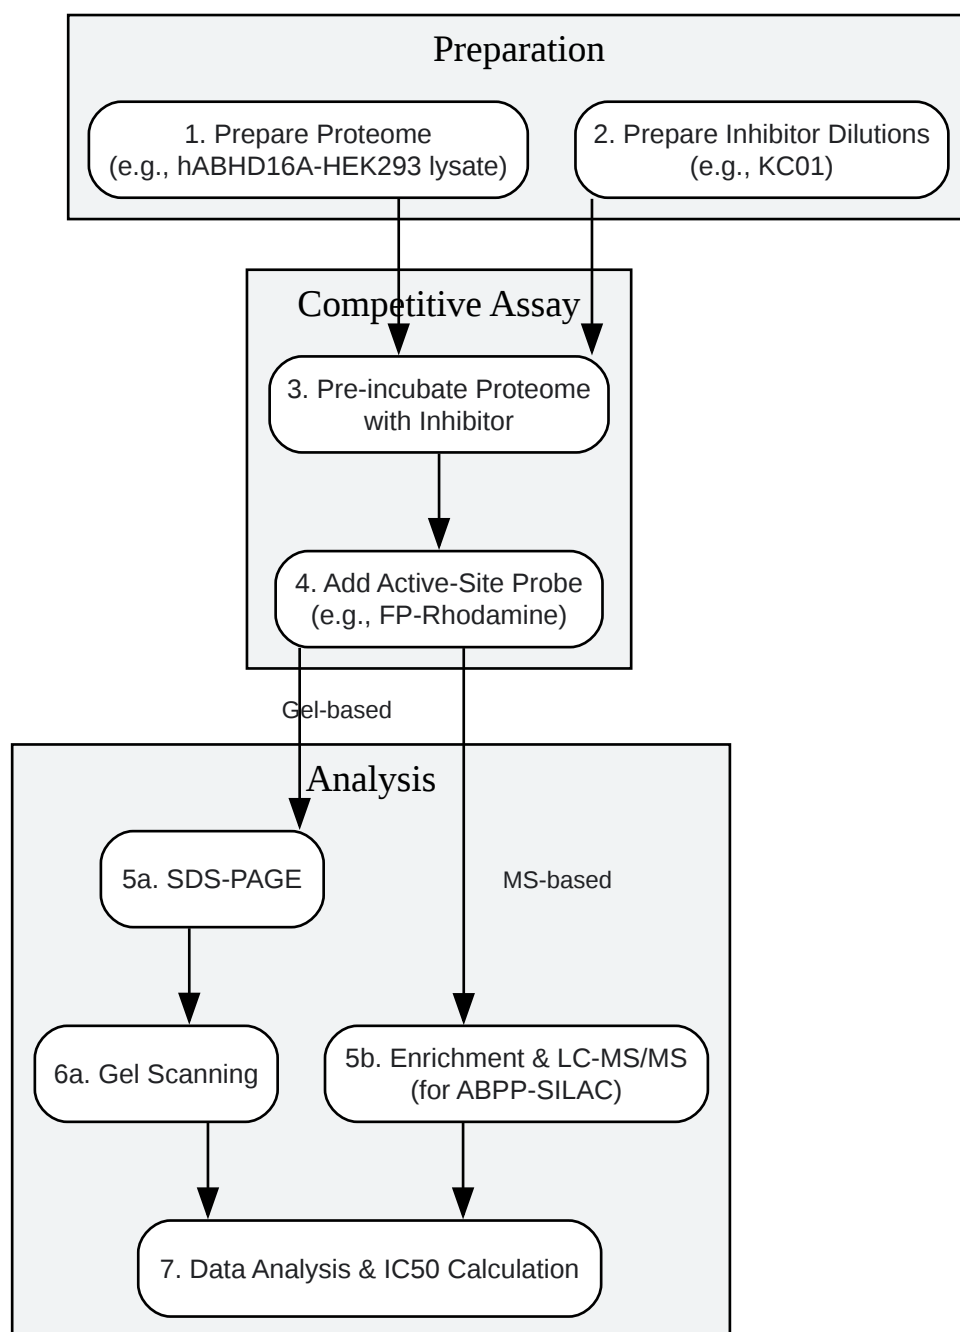 Preparation
1. Prepare Proteome
(e.g., hABHD16A-HEK293 lysate)
2. Prepare Inhibitor Dilutions
(e.g., KC01)
Competitive Assay
3. Pre-incubate Proteome
with Inhibitor
4. Add Active-Site Probe
(e.g., FP-Rhodamine)
Gel-based
Analysis
5a. SDS-PAGE
MS-based
6a. Gel Scanning
5b. Enrichment & LC-MS/MS
(for ABPP-SILAC)
7. Data Analysis & IC50 Calculation